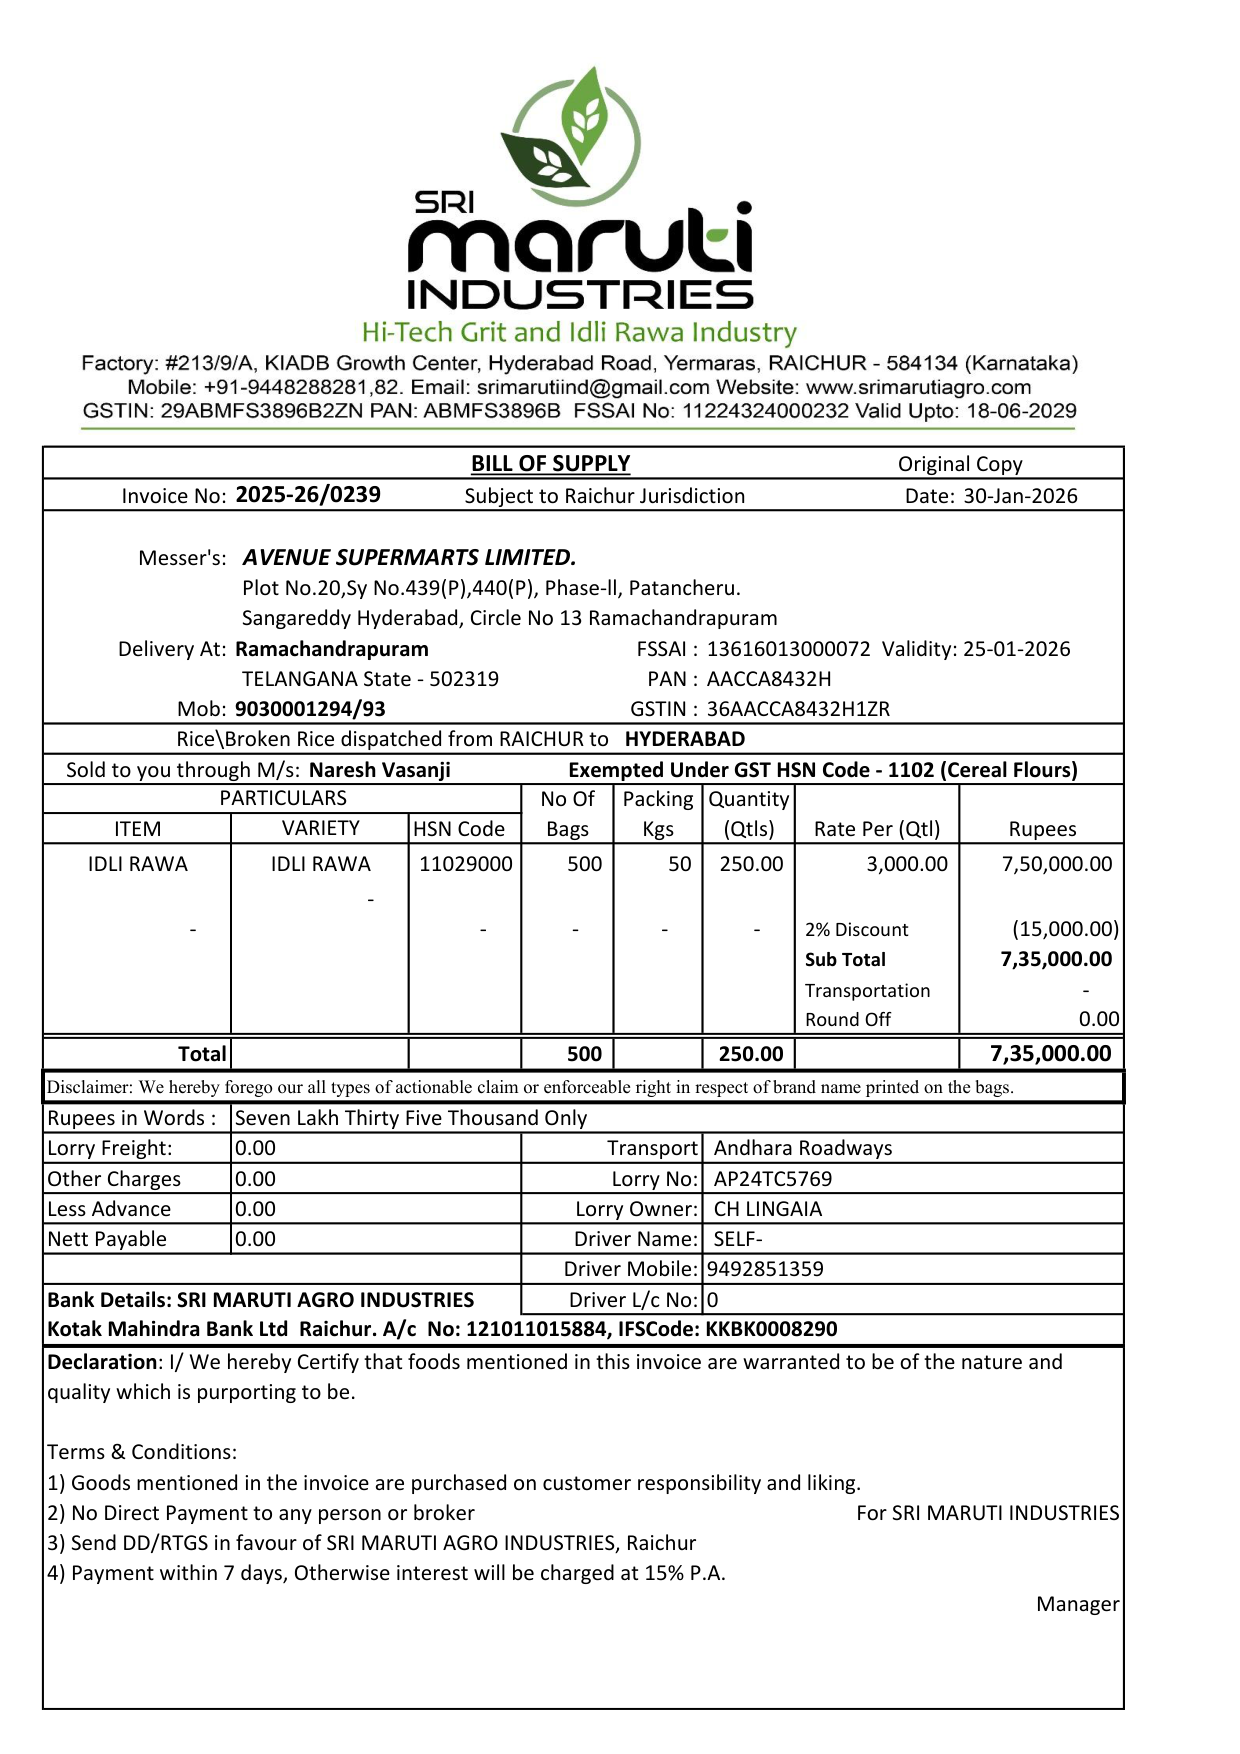 SRI
maruti
INDUSTRIES
Hi-Tech Grit and Idli Rawa Industry
Factory: #213/9/A, KIADB Growth Center, Hyderabad Road, Yermaras, RAICHUR - 584134 (Karnataka)
Mobile: +91-9448288281,82. Email: srimarutiind@gmail.com Website: www.srimarutiagro.com
GSTIN: 29ABMFS3896B2ZN PAN: ABMFS3896B FSSAI No: 11224324000232 Valid Upto: 18-06-2029
BILL OF SUPPLY Original Copy
Invoice No: 2025-26/0239 Subject to Raichur Jurisdiction Date: 30-Jan-2026
Messer's: AVENUE SUPERMARTS LIMITED.
Plot No.20,Sy No.439(P),440(P), Phase-ll, Patancheru.
Sangareddy Hyderabad, Circle No 13 Ramachandrapuram
Delivery At: Ramachandrapuram FSSAI : 13616013000072 Validity: 25-01-2026
TELANGANA State - 502319 PAN : AACCA8432H
Mob: 9030001294/93 GSTIN : 36AACCA8432H1ZR
Rice\Broken Rice dispatched from RAICHUR to HYDERABAD
Sold to you through M/s: Naresh Vasanji Exempted Under GST HSN Code - 1102 (Cereal Flours)
PARTICULARS No Of Packing Quantity
ITEM VARIETY HSN Code Bags Kgs (Qtls) Rate Per (Qtl) Rupees
IDLI RAWA IDLI RAWA 11029000 500 50 250.00 3,000.00 7,50,000.00
-
- - - - - 2% Discount (15,000.00)
Sub Total 7,35,000.00
Transportation -
Round Off 0.00
Total 500 250.00 7,35,000.00
Disclaimer: We hereby forego our all types of actionable claim or enforceable right in respect of brand name printed on the bags.
Rupees in Words : Seven Lakh Thirty Five Thousand Only
Lorry Freight: 0.00 Transport Andhara Roadways
Other Charges 0.00 Lorry No: AP24TC5769
Less Advance 0.00 Lorry Owner: CH LINGAIA
Nett Payable 0.00 Driver Name: SELF-
Driver Mobile: 9492851359
Bank Details: SRI MARUTI AGRO INDUSTRIES Driver L/c No: 0
Kotak Mahindra Bank Ltd Raichur. A/c No: 121011015884, IFSCode: KKBK0008290
Declaration: I/ We hereby Certify that foods mentioned in this invoice are warranted to be of the nature and
quality which is purporting to be.
Terms & Conditions:
1) Goods mentioned in the invoice are purchased on customer responsibility and liking.
2) No Direct Payment to any person or broker For SRI MARUTI INDUSTRIES
3) Send DD/RTGS in favour of SRI MARUTI AGRO INDUSTRIES, Raichur
4) Payment within 7 days, Otherwise interest will be charged at 15% P.A.
Manager